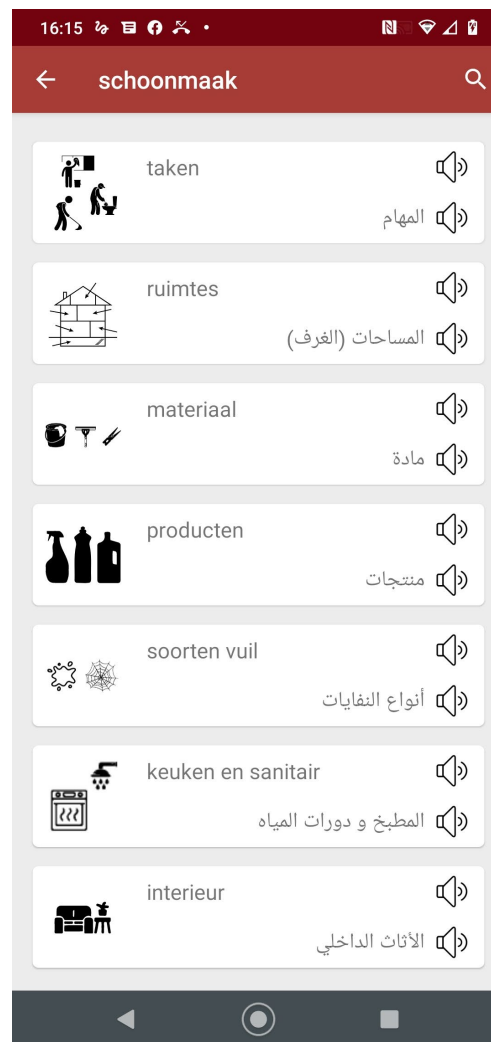 16:15
schoonmaak
taken
المهام
ruimtes
المساحات (الغرف)
materiaal
مادة
producten
منتجات
soorten vuil
أنواع النفايات
keuken en sanitair
المطبخ و دورات المياه
interieur
الأثاث الداخلي